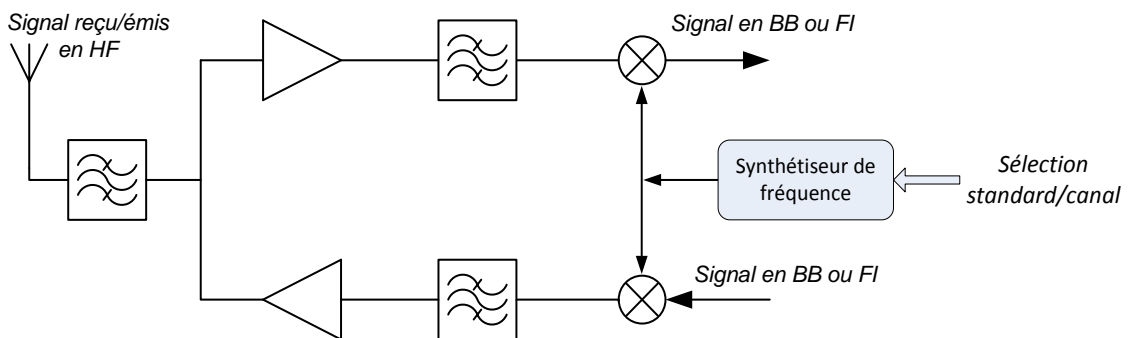 Signal reçu/émis
en HF
Signal en BB ou FI
Synthétiseur de
fréquence
Sélection
standard/canal
Signal en BB ou FI